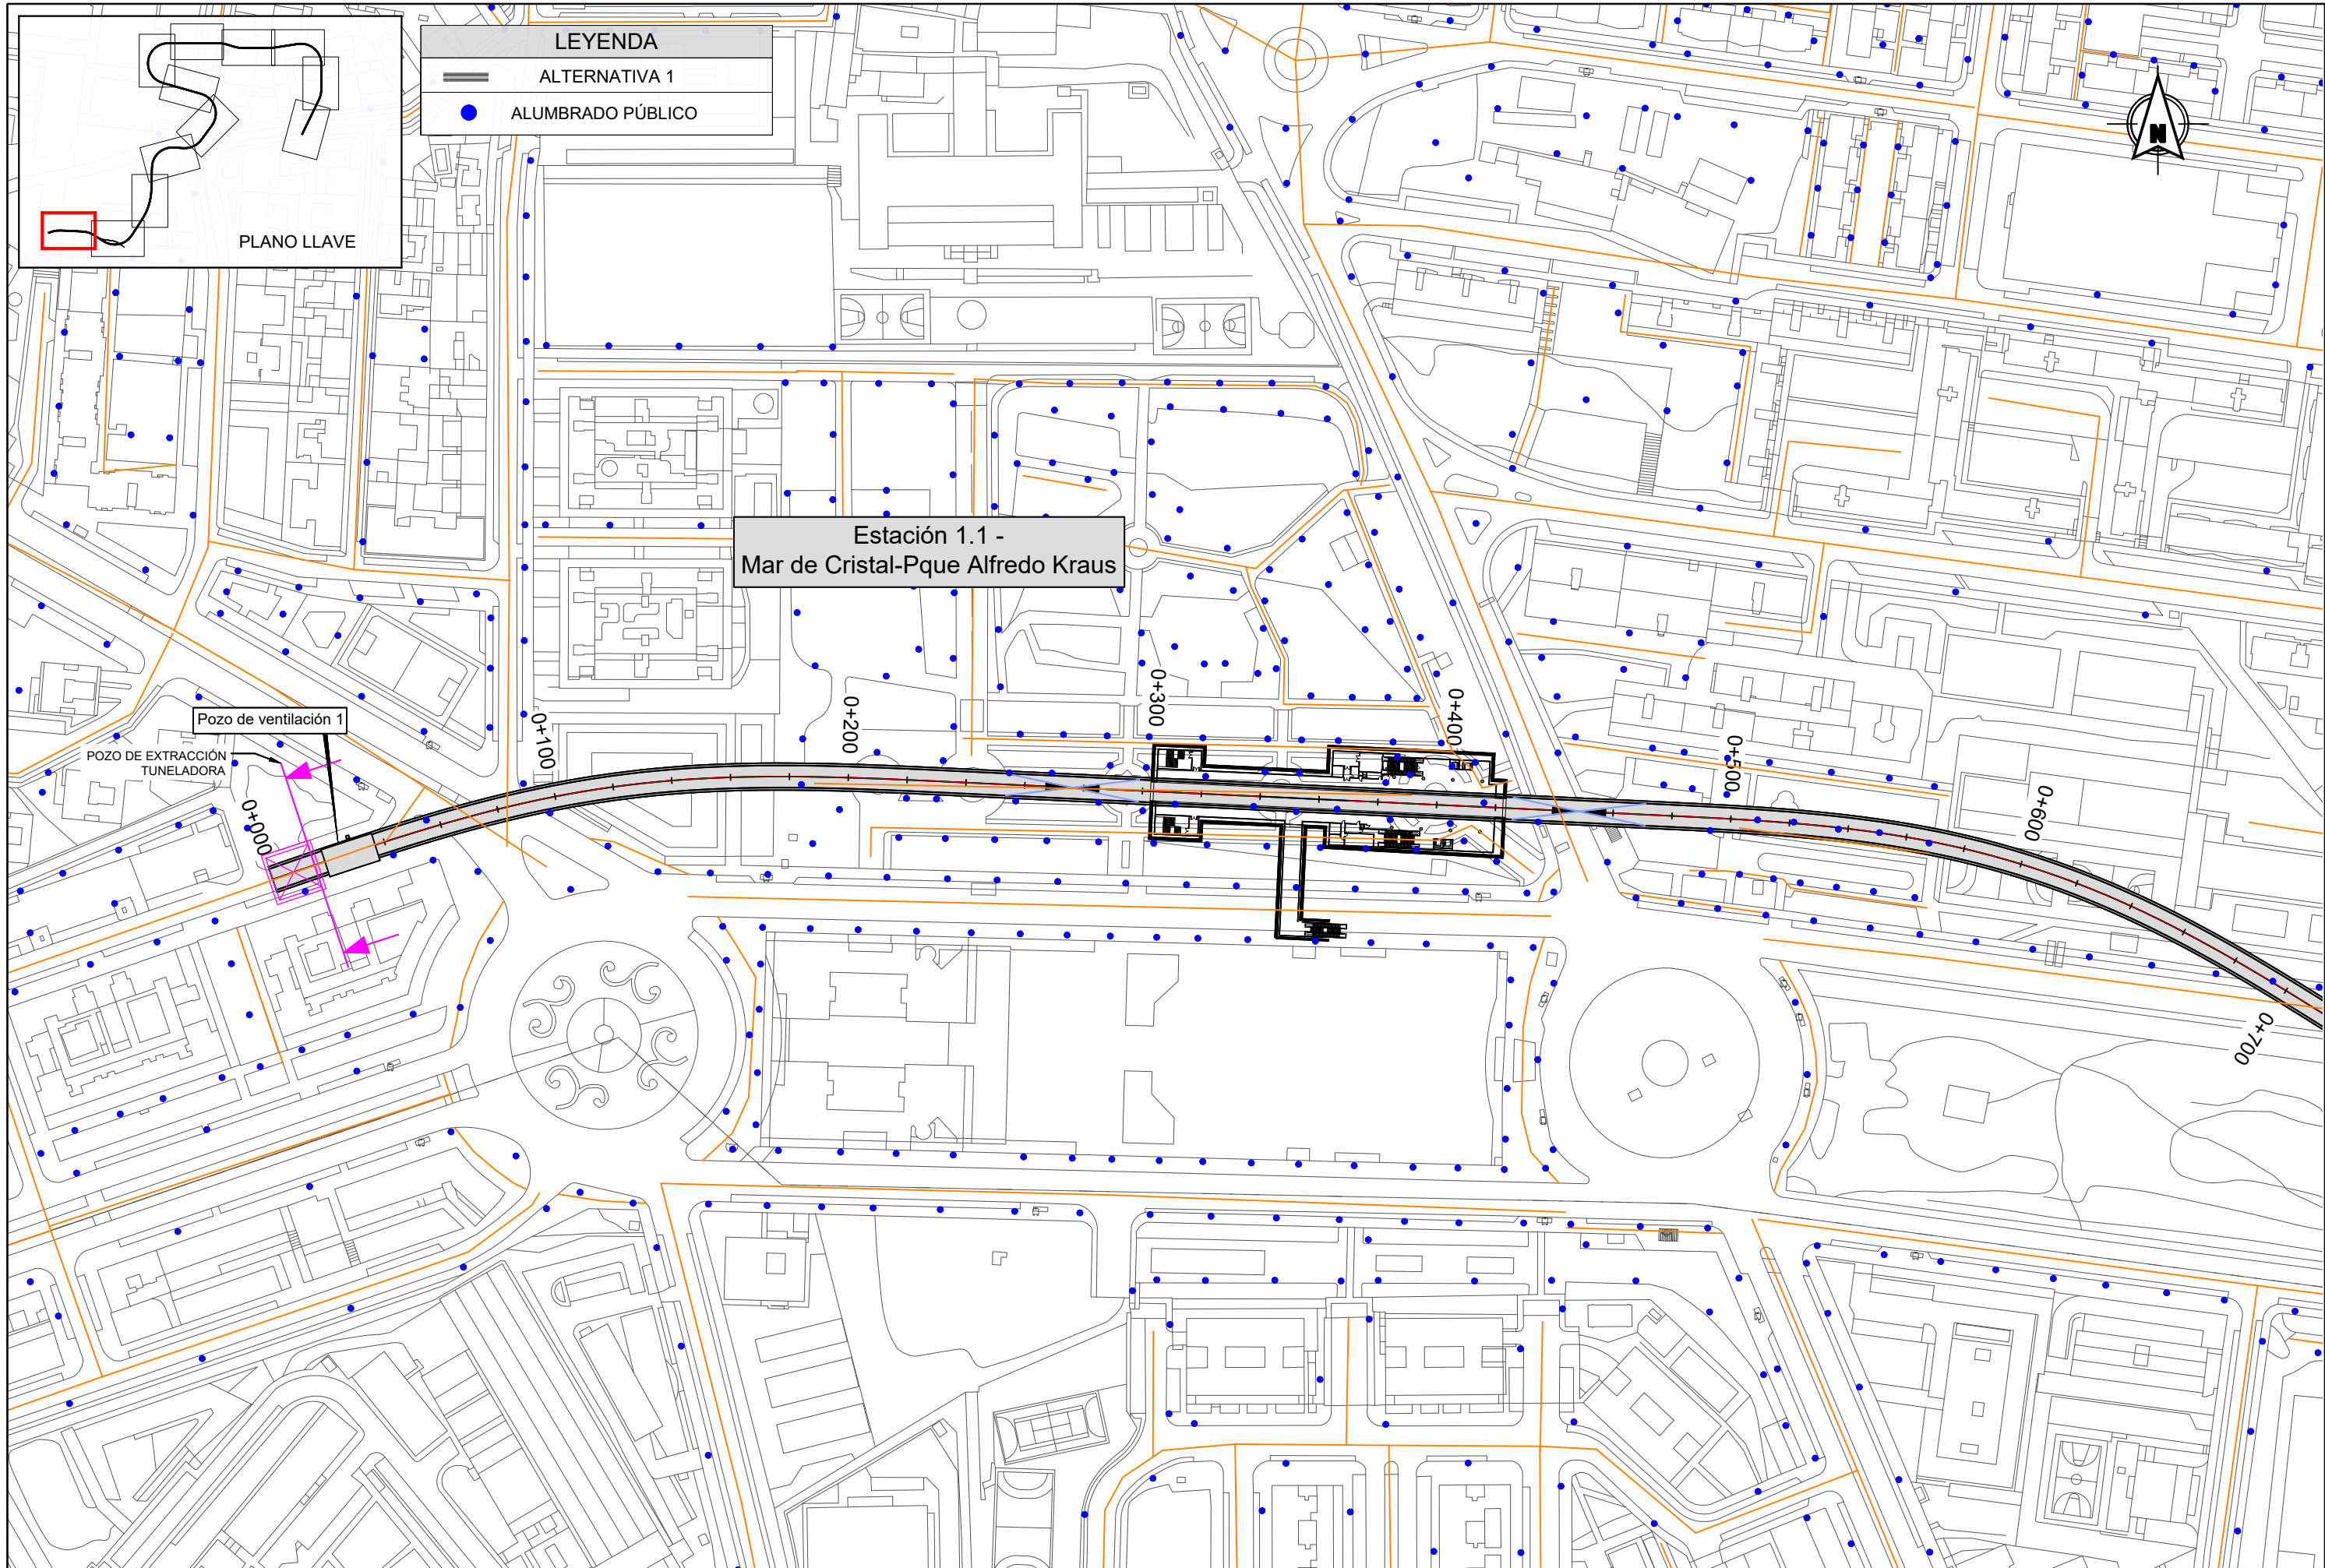 LEYENDA
ALTERNATIVA 1
ALUMBRADO PÚBLICO
PLANO LLAVE
N
Estación 1.1 -
Mar de Cristal-Pque Alfredo Kraus
Pozo de ventilación 1
POZO DE EXTRACCIÓN
TUNELADORA
0+000
0+100
0+200
0+300
0+400
0+500
0+600
0+700